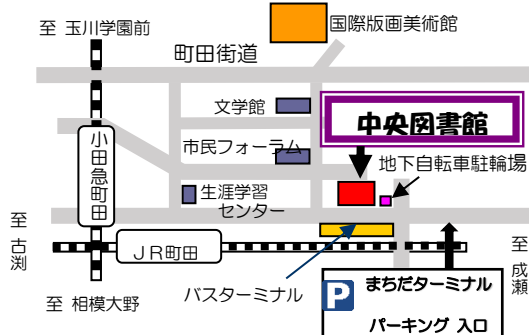 至 玉川学園前
国際版画美術館
町田街道
文学館
中央図書館
市民フォーラム
地下自転車駐輪場
小田急町田
生涯学習
センター
至 古渕
JR町田
至 成瀬
バスターミナル
至 相模大野
P
まちだターミナル
パーキング 入口